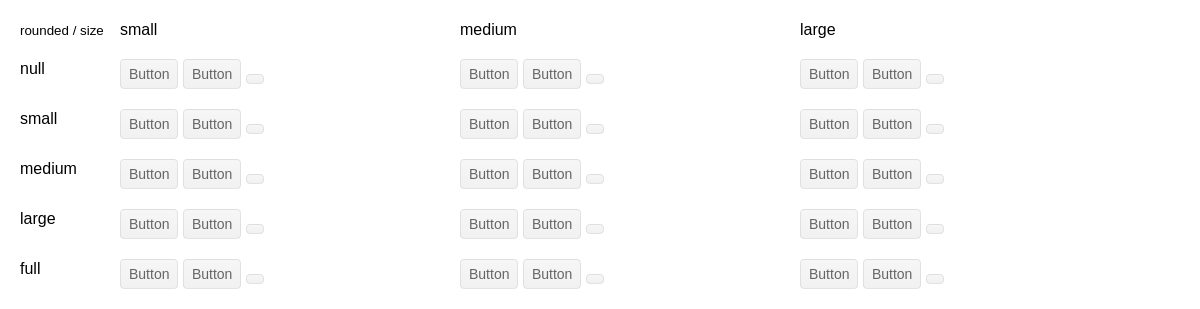 rounded / size small medium large
null Button Button Button Button Button Button
small Button Button Button Button Button Button
medium Button Button Button Button Button Button
large Button Button Button Button Button Button
full Button Button Button Button Button Button